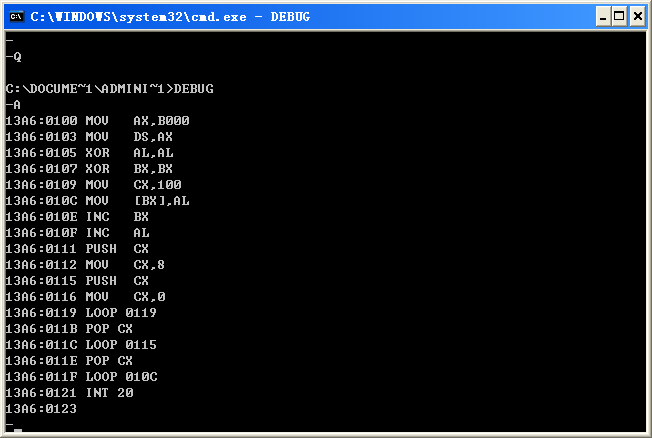 C:\WINDOWS\system32\cmd.exe - DEBUG
-
-Q
C:\DOCUME~1\ADMINI~1>DEBUG
-A
13A6:0100 MOV   AX,B000
13A6:0103 MOV   DS,AX
13A6:0105 XOR   AL,AL
13A6:0107 XOR   BX,BX
13A6:0109 MOV   CX,100
13A6:010C MOV   [BX],AL
13A6:010E INC   BX
13A6:010F INC   AL
13A6:0111 PUSH  CX
13A6:0112 MOV   CX,8
13A6:0115 PUSH  CX
13A6:0116 MOV   CX,0
13A6:0119 LOOP 0119
13A6:011B POP CX
13A6:011C LOOP 0115
13A6:011E POP CX
13A6:011F LOOP 010C
13A6:0121 INT 20
13A6:0123
-_